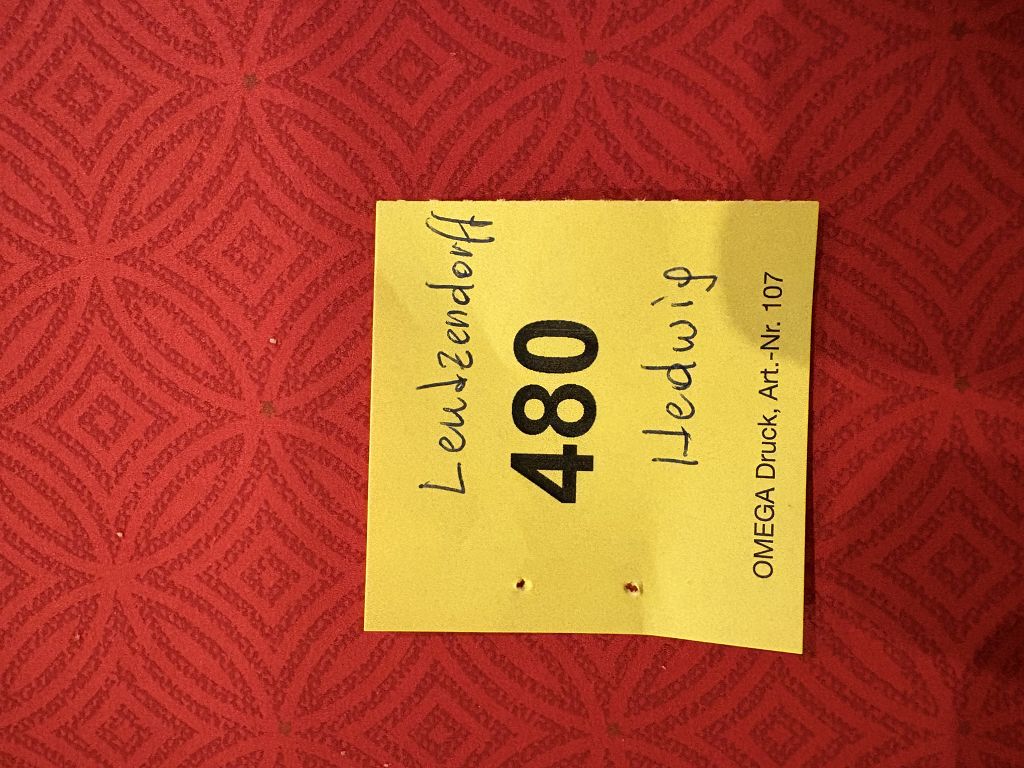 Leutzendorff
480
Hedwig
OMEGA Druck, Art.-Nr. 107